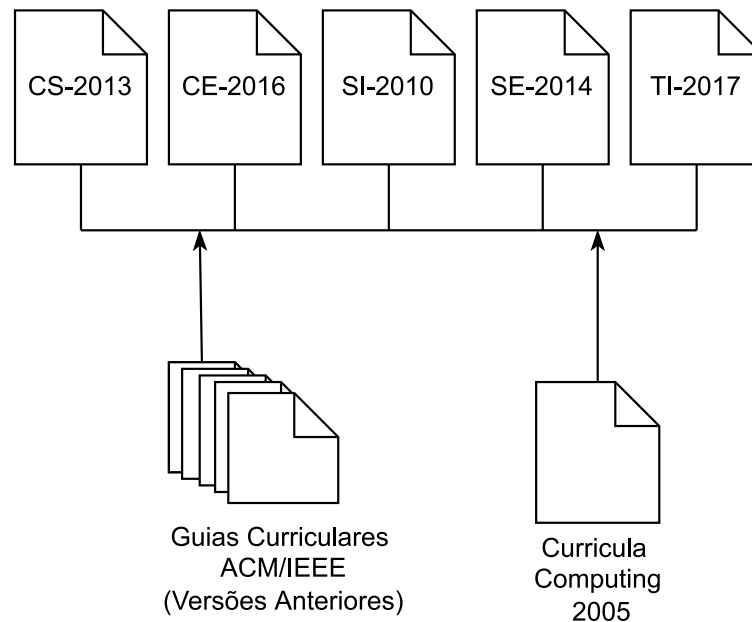 CS-2013
CE-2016
SI-2010
SE-2014
TI-2017
Guias Curriculares
ACM/IEEE
(Versões Anteriores)
Curricula
Computing
2005